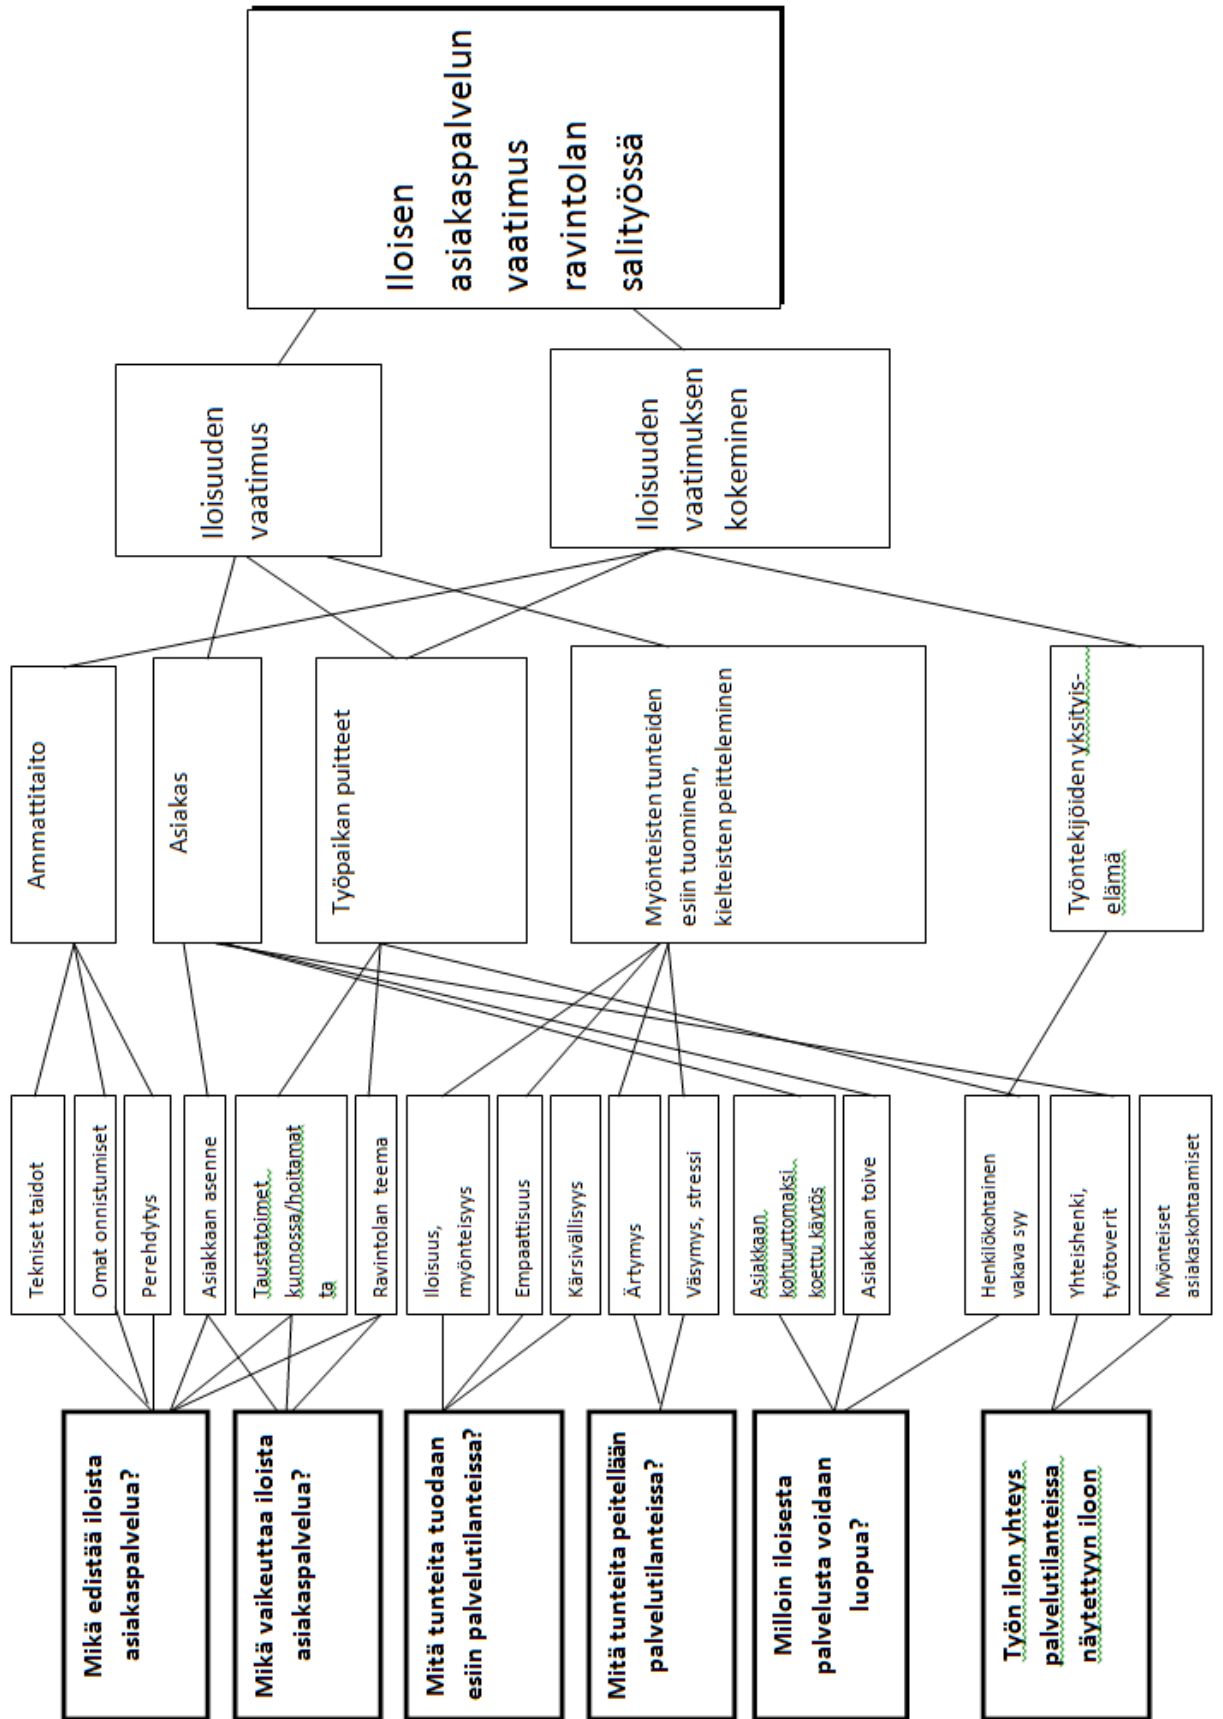 Mikä edistää iloista
asiakaspalvelua?
Mikä vaikeuttaa iloista
asiakaspalvelua?
Mitä tunteita tuodaan
esiin palvelutilanteissa?
Mitä tunteita peitellään
palvelutilanteissa?
Milloin iloisesta
palvelusta voidaan
luopua?
Työn ilon yhteys
palvelutilanteissa
näytettyyn iloon
Tekniset taidot
Omat onnistumiset
Perehdytys
Asiakkaan asenne
Taustatoimet
kunnossa/hoitamat
ta
Ravintolan teema
Iloisuus,
myönteisyys
Empaattisuus
Kärsivällisyys
Ärtymys
Väsymys, stressi
Asiakkaan
kohtuuttomaksi
koettu käytös
Asiakkaan toive
Henkilökohtainen
vakava syy
Yhteishenki,
työtoverit
Myönteiset
asiakaskohtaamiset
Ammattitaito
Asiakas
Työpaikan puitteet
Myönteisten tunteiden
esiin tuominen,
kielteisten peitteleminen
Työntekijöiden yksityis-
elämä
Iloisuuden
vaatimus
Iloisuuden
vaatimuksen
kokeminen
Iloisen
asiakaspalvelun
vaatimus
ravintolan
salityössä